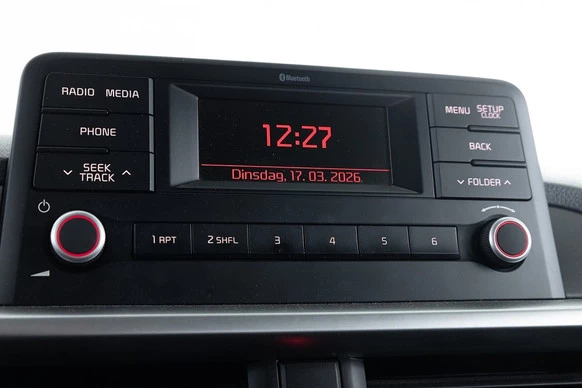 Bluetooth
RADIO MEDIA
PHONE
SEEK
TRACK
12:27
Dinsdag, 17. 03. 2026
MENU SETUP
CLOCK
BACK
FOLDER
1 RPT 2 SHFL 3 4 5 6